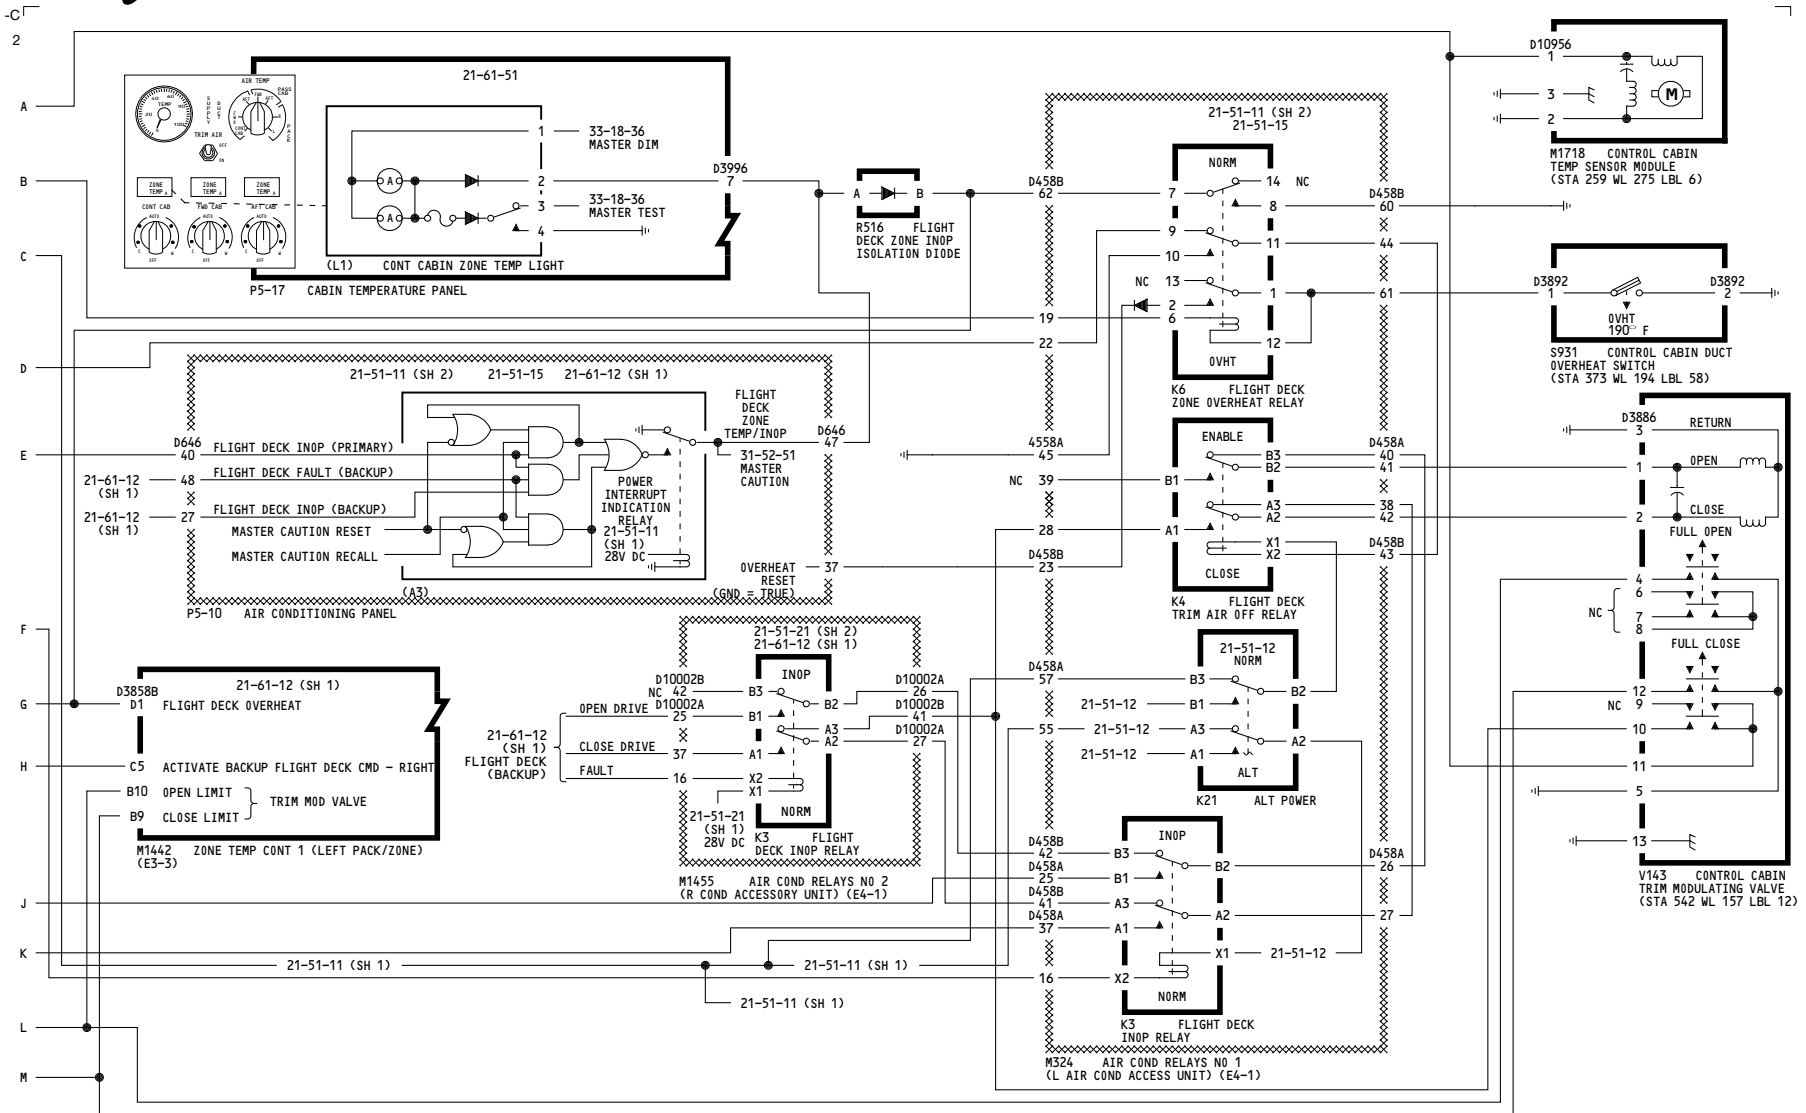 -C
2
A
B
C
D
E
F
G
H
J
K
L
M
21-61-51
AIR TEMP
SUPPLY DUCT
PASS CAB
FWD
AFT
AFT
CONT CAB
R
L
PACK
TEMP
20
40
60
90
100
TRIM AIR
OFF
ON
ZONE TEMP
ZONE TEMP
ZONE TEMP
CONT CAB
FWD CAB
AFT CAB
AUTO
AUTO
AUTO
C
W
C
W
C
W
OFF
OFF
OFF
A
A
1
33-18-36
MASTER DIM
2
3
33-18-36
MASTER TEST
4
(L1) CONT CABIN ZONE TEMP LIGHT
P5-17 CABIN TEMPERATURE PANEL
D3996
7
A
B
R516 FLIGHT
DECK ZONE INOP
ISOLATION DIODE
21-51-11 (SH 2)
21-51-15
NORM
D458B
62
7
14 NC
8
D458B
60
9
10
11
44
NC 13
2
1
61
19
6
22
12
OVHT
K6 FLIGHT DECK
ZONE OVERHEAT RELAY
D10956
1
3
2
M
M1718 CONTROL CABIN
TEMP SENSOR MODULE
(STA 259 WL 275 LBL 6)
D3892
1
D3892
2
OVHT
190° F
S931 CONTROL CABIN DUCT
OVERHEAT SWITCH
(STA 373 WL 194 LBL 58)
21-51-11 (SH 2) 21-51-15 21-61-12 (SH 1)
FLIGHT
DECK
ZONE
TEMP/INOP
D646
47
31-52-51
MASTER
CAUTION
D646
40
FLIGHT DECK INOP (PRIMARY)
21-61-12
(SH 1)
48
FLIGHT DECK FAULT (BACKUP)
21-61-12
(SH 1)
27
FLIGHT DECK INOP (BACKUP)
MASTER CAUTION RESET
MASTER CAUTION RECALL
POWER
INTERRUPT
INDICATION
RELAY
21-51-11
(SH 1)
28V DC
(A3)
OVERHEAT
RESET
(GND = TRUE)
37
P5-10 AIR CONDITIONING PANEL
ENABLE
4558A
45
NC 39
B1
B3
B2
D458A
40
41
A3
A2
38
42
28
A1
X1
X2
D458B
43
D458B
23
CLOSE
K4 FLIGHT DECK
TRIM AIR OFF RELAY
D3886
3
RETURN
1
OPEN
2
CLOSE
FULL OPEN
4
6
NC
7
8
FULL CLOSE
12
NC 9
10
11
5
13
V143 CONTROL CABIN
TRIM MODULATING VALVE
(STA 542 WL 157 LBL 12)
21-51-12
NORM
D458A
57
B3
B2
21-51-12
B1
55
21-51-12
A3
A2
21-51-12
A1
ALT
K21 ALT POWER
21-61-12 (SH 1)
D3858B
D1
FLIGHT DECK OVERHEAT
C5
ACTIVATE BACKUP FLIGHT DECK CMD - RIGHT
B10
OPEN LIMIT
TRIM MOD VALVE
B9
CLOSE LIMIT
M1442 ZONE TEMP CONT 1 (LEFT PACK/ZONE)
(E3-3)
21-51-21 (SH 2)
21-61-12 (SH 1)
INOP
D10002B
NC 42
B3
B2
D10002A
26
D10002A
25
OPEN DRIVE
B1
D10002B
41
A3
A2
D10002A
27
21-61-12
(SH 1)
FLIGHT DECK
(BACKUP)
CLOSE DRIVE
37
A1
FAULT
16
X2
X1
21-51-21
(SH 1)
28V DC
NORM
K3 FLIGHT
DECK INOP RELAY
M1455 AIR COND RELAYS NO 2
(R COND ACCESSORY UNIT) (E4-1)
INOP
D458B
42
B3
B2
D458A
26
D458A
25
B1
D458B
41
A3
A2
27
D458A
37
A1
X1
21-51-12
16
X2
NORM
K3 FLIGHT DECK
INOP RELAY
M324 AIR COND RELAYS NO 1
(L AIR COND ACCESS UNIT) (E4-1)
21-51-11 (SH 1)
21-51-11 (SH 1)
21-51-11 (SH 1)